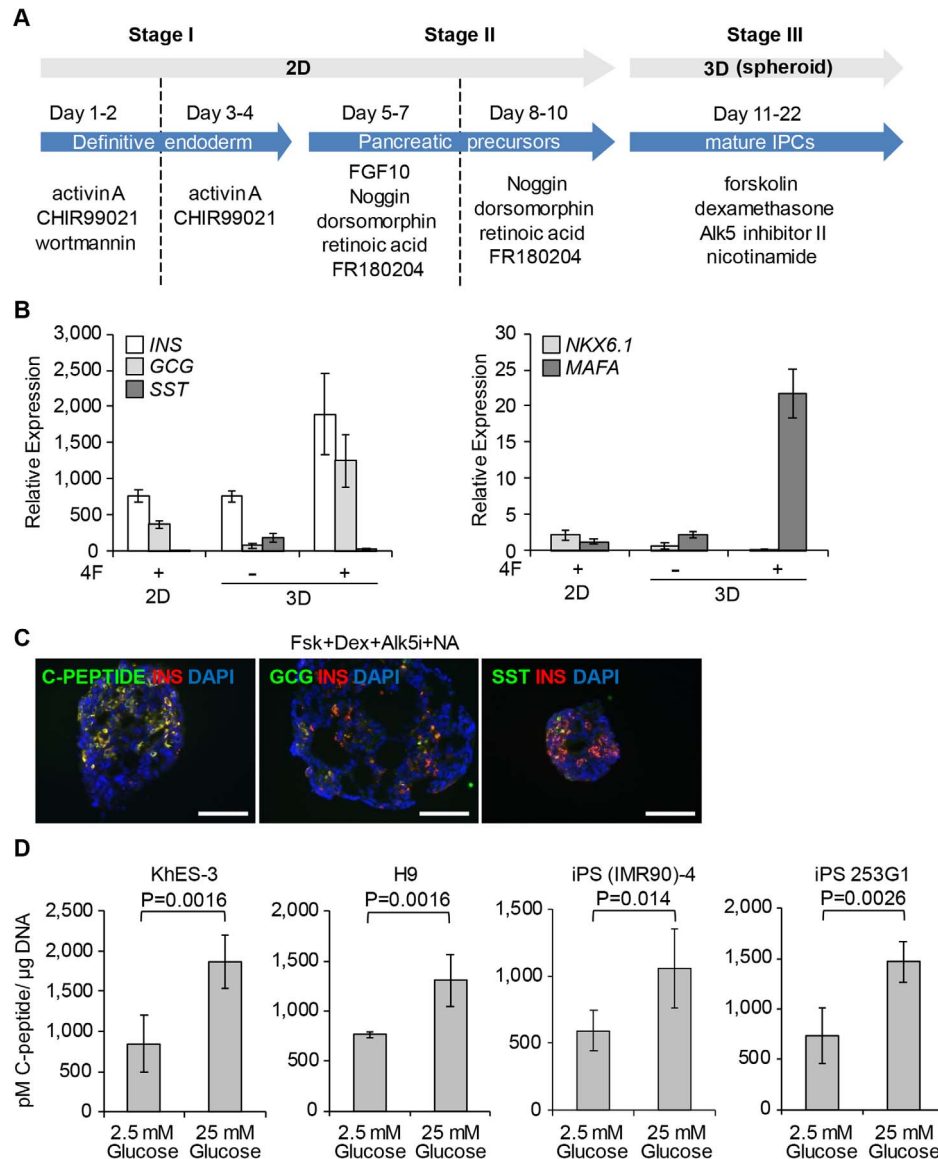 A
Stage I
Stage II
Stage III
2D
3D (spheroid)
Day 1-2
Day 3-4
Day 5-7
Day 8-10
Day 11-22
Definitive endoderm
Pancreatic precursors
mature IPCs
activin A
CHIR99021
wortmannin
activin A
CHIR99021
FGF10
Noggin
dorsomorphin
retinoic acid
FR180204
Noggin
dorsomorphin
retinoic acid
FR180204
forskolin
dexamethasone
Alk5 inhibitor II
nicotinamide
B
Relative Expression
3,000
2,500
2,000
1,500
1,000
500
0
INS
GCG
SST
4F + − +
2D 3D
Relative Expression
30
25
20
15
10
5
0
NKX6.1
MAFA
4F + − +
2D 3D
C
Fsk+Dex+Alk5i+NA
C-PEPTIDE INS DAPI
GCG INS DAPI
SST INS DAPI
D
pM C-peptide/ µg DNA
KhES-3
P=0.0016
2,500
2,000
1,500
1,000
500
0
2.5 mM Glucose
25 mM Glucose
H9
P=0.0016
2,000
1,500
1,000
500
0
2.5 mM Glucose
25 mM Glucose
iPS (IMR90)-4
P=0.014
1,500
1,000
500
0
2.5 mM Glucose
25 mM Glucose
iPS 253G1
P=0.0026
2,000
1,500
1,000
500
0
2.5 mM Glucose
25 mM Glucose